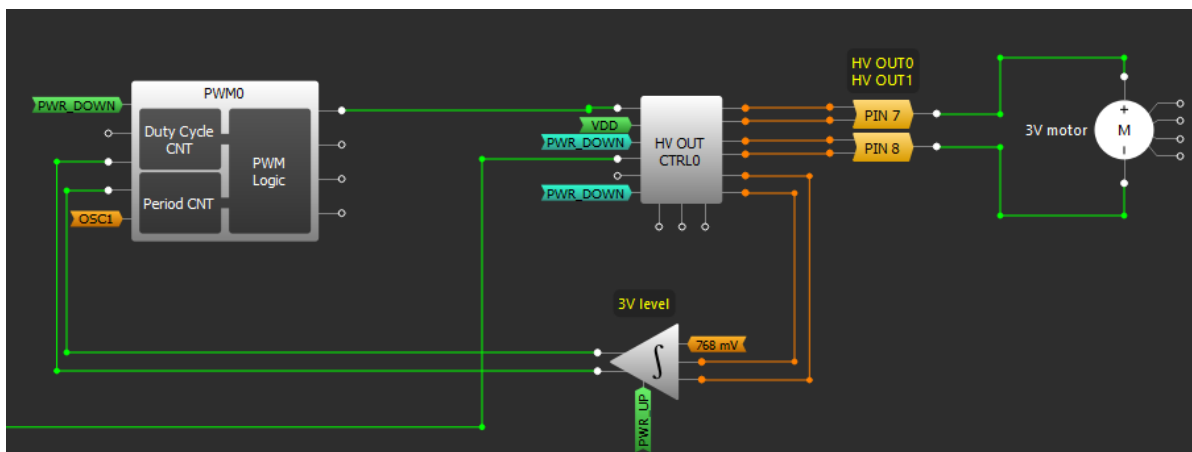 HV OUT0
HV OUT1
PWM0
PWR_DOWN
Duty Cycle
CNT
PWM
Logic
Period CNT
OSC1
VDD
PWR_DOWN
HV OUT
CTRL0
PWR_DOWN
PIN 7
PIN 8
3V motor
+
M
-
3V level
768 mV
∫
PWR_UP